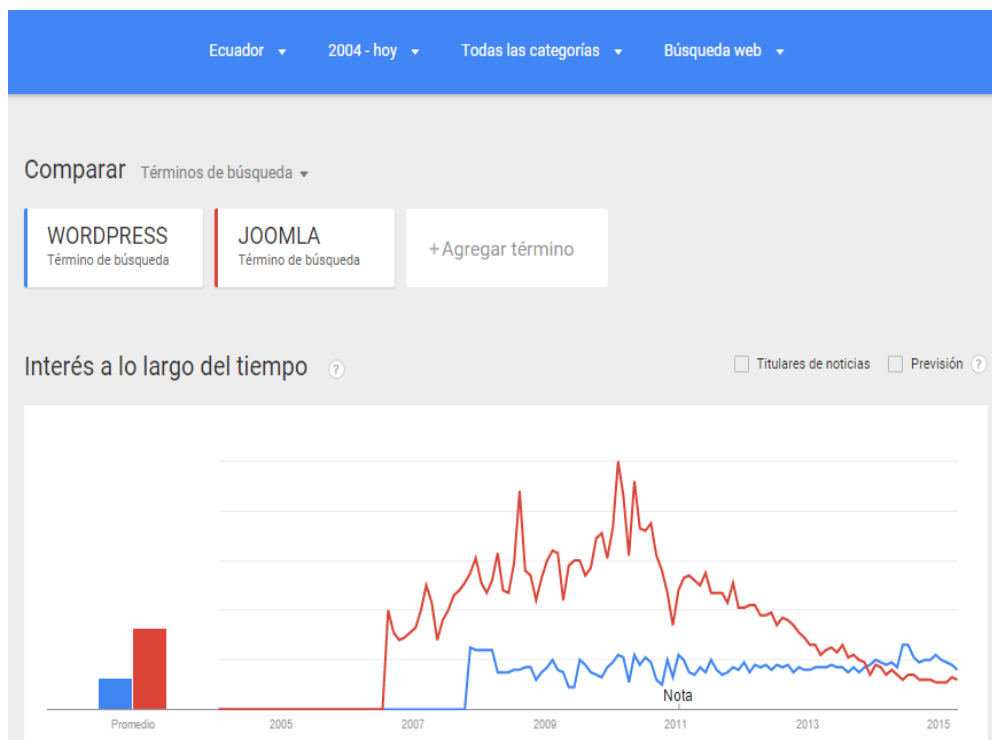 Ecuador 2004 - hoy Todas las categorías Búsqueda web
Comparar Términos de búsqueda
WORDPRESS
Término de búsqueda
JOOMLA
Término de búsqueda
+Agregar término
Interés a lo largo del tiempo ?
Titulares de noticias Previsión ?
Nota
Promedio 2005 2007 2009 2011 2013 2015